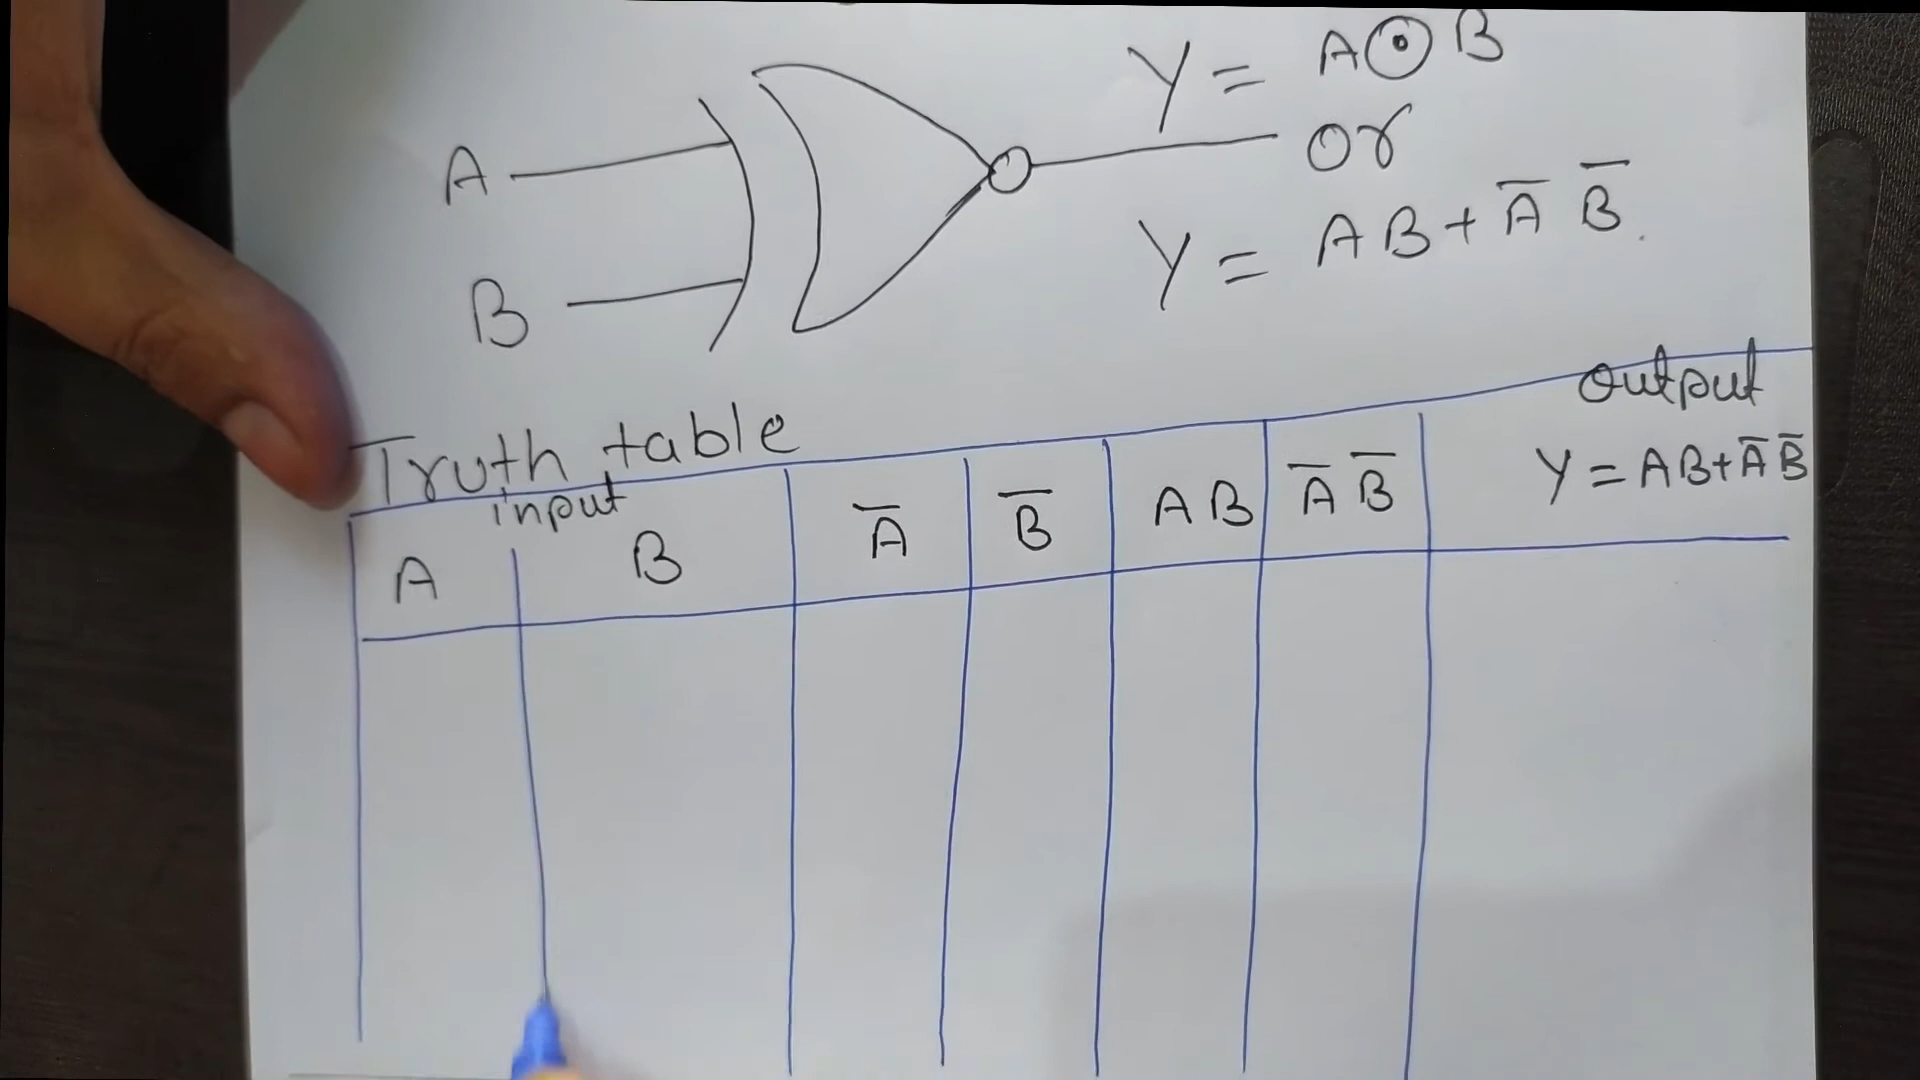 Y = A⊙B
or
A
Y = AB + A̅ B̅.
B
Truth table
input
output
A B A̅ B̅ AB A̅ B̅ Y = AB + A̅ B̅